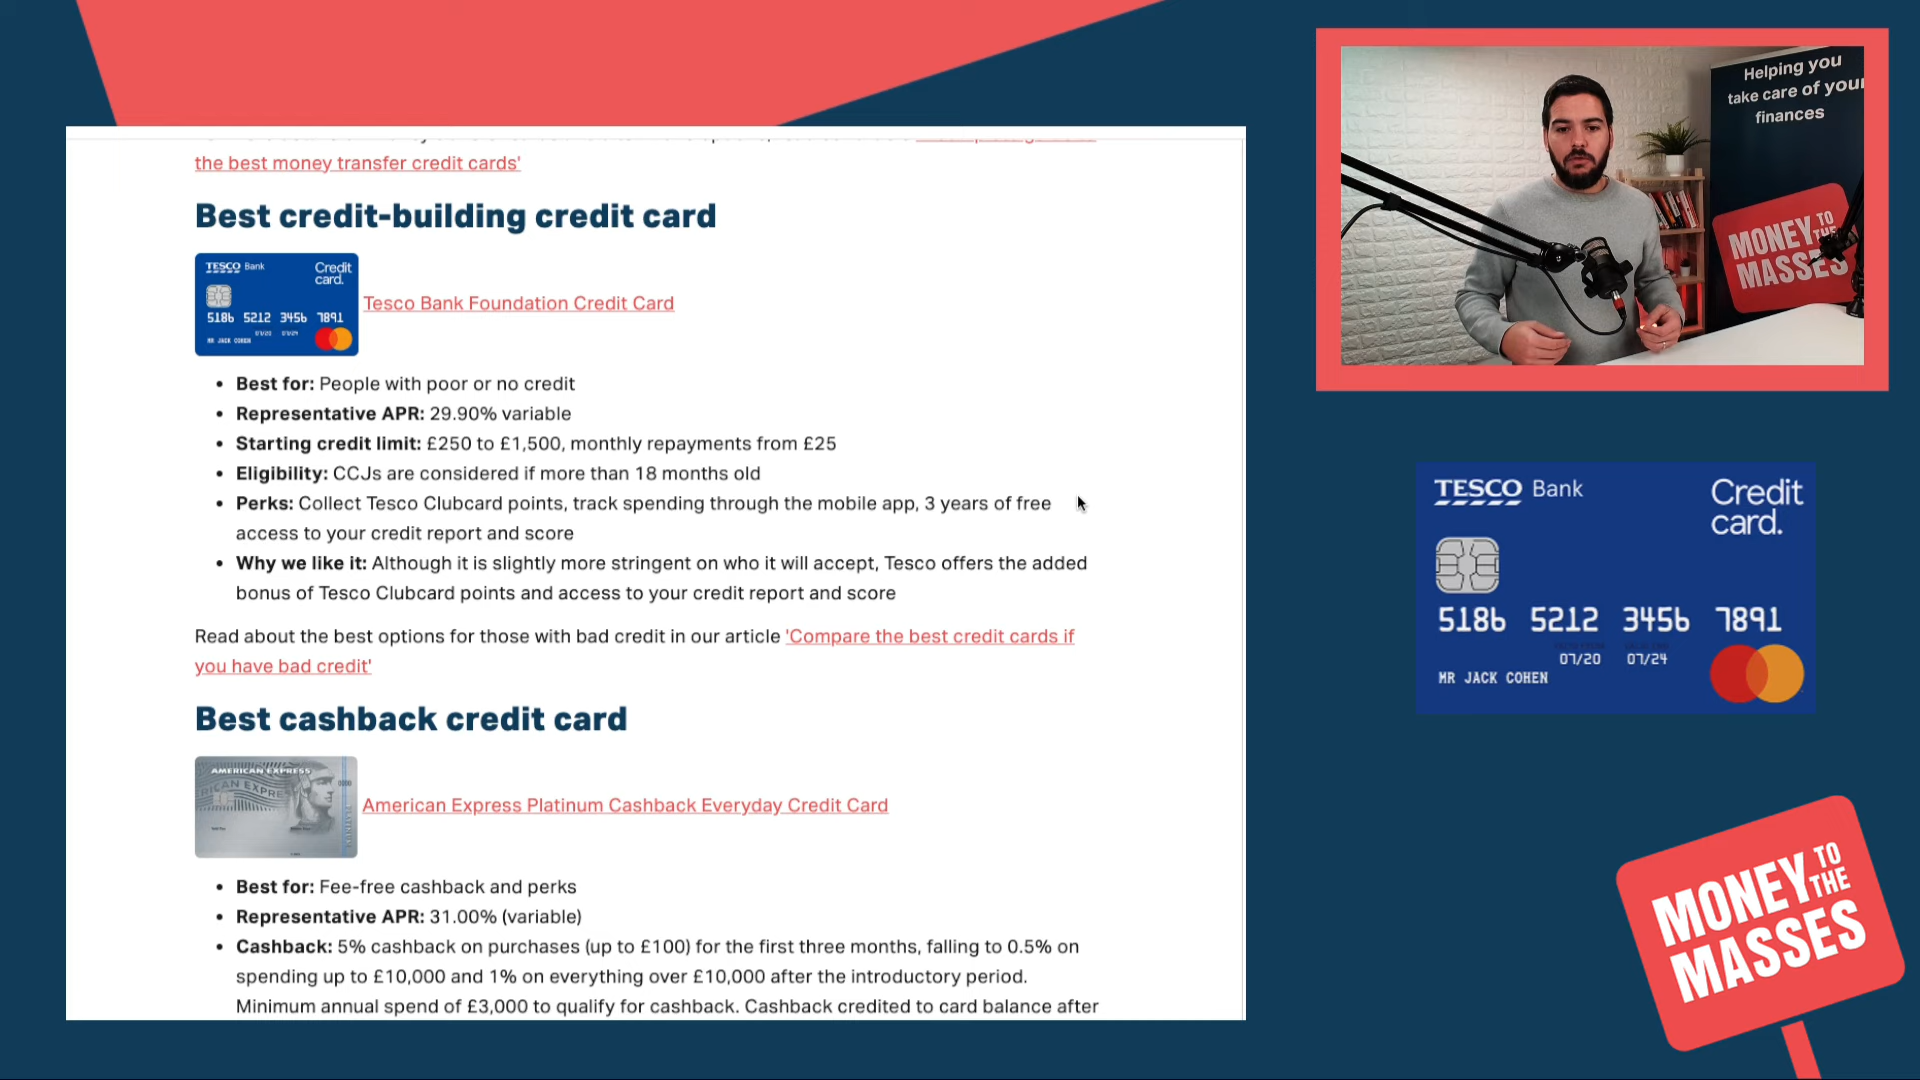 the best money transfer credit cards'
Best credit-building credit card
TESCO Bank
Credit
card.
5186 5212 3456 7891
07/20 07/24
MR JACK COHEN
Tesco Bank Foundation Credit Card
• Best for: People with poor or no credit
• Representative APR: 29.90% variable
• Starting credit limit: £250 to £1,500, monthly repayments from £25
• Eligibility: CCJs are considered if more than 18 months old
• Perks: Collect Tesco Clubcard points, track spending through the mobile app, 3 years of free
access to your credit report and score
• Why we like it: Although it is slightly more stringent on who it will accept, Tesco offers the added
bonus of Tesco Clubcard points and access to your credit report and score
Read about the best options for those with bad credit in our article 'Compare the best credit cards if
you have bad credit'
Best cashback credit card
AMERICAN EXPRESS
American Express Platinum Cashback Everyday Credit Card
• Best for: Fee-free cashback and perks
• Representative APR: 31.00% (variable)
• Cashback: 5% cashback on purchases (up to £100) for the first three months, falling to 0.5% on
spending up to £10,000 and 1% on everything over £10,000 after the introductory period.
Minimum annual spend of £3,000 to qualify for cashback. Cashback credited to card balance after
Helping you
take care of your
finances
MONEY TO
THE
MASSES
TESCO Bank
Credit
card.
5186 5212 3456 7891
07/20 07/24
MR JACK COHEN
MONEY TO
THE
MASSES